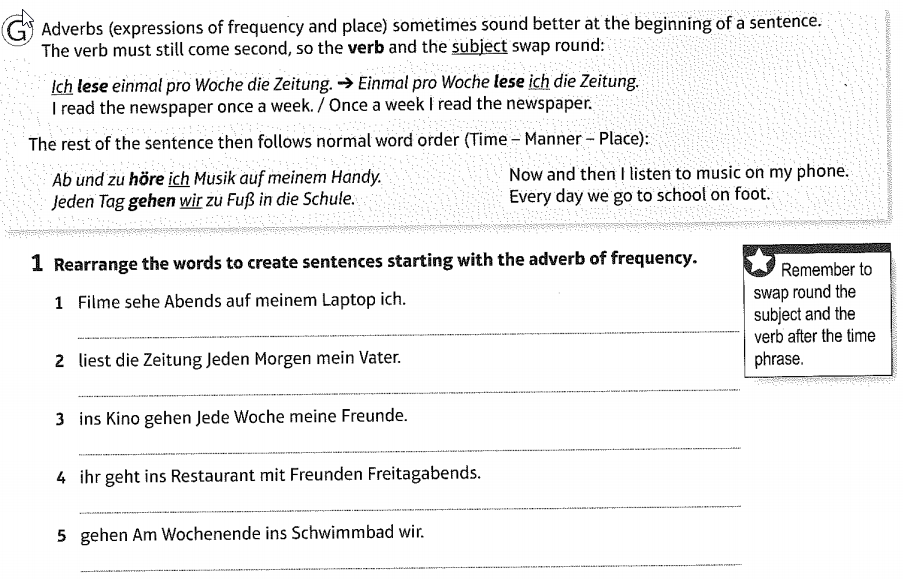 G Adverbs (expressions of frequency and place) sometimes sound better at the beginning of a sentence.
The verb must still come second, so the verb and the subject swap round:
Ich lese einmal pro Woche die Zeitung. → Einmal pro Woche lese ich die Zeitung.
I read the newspaper once a week. / Once a week I read the newspaper.
The rest of the sentence then follows normal word order (Time – Manner – Place):
Ab und zu höre ich Musik auf meinem Handy. Now and then I listen to music on my phone.
Jeden Tag gehen wir zu Fuß in die Schule. Every day we go to school on foot.
1 Rearrange the words to create sentences starting with the adverb of frequency.
Remember to
swap round the
subject and the
verb after the time
phrase.
1 Filme sehe Abends auf meinem Laptop ich.
2 liest die Zeitung Jeden Morgen mein Vater.
3 ins Kino gehen Jede Woche meine Freunde.
4 ihr geht ins Restaurant mit Freunden Freitagabends.
5 gehen Am Wochenende ins Schwimmbad wir.